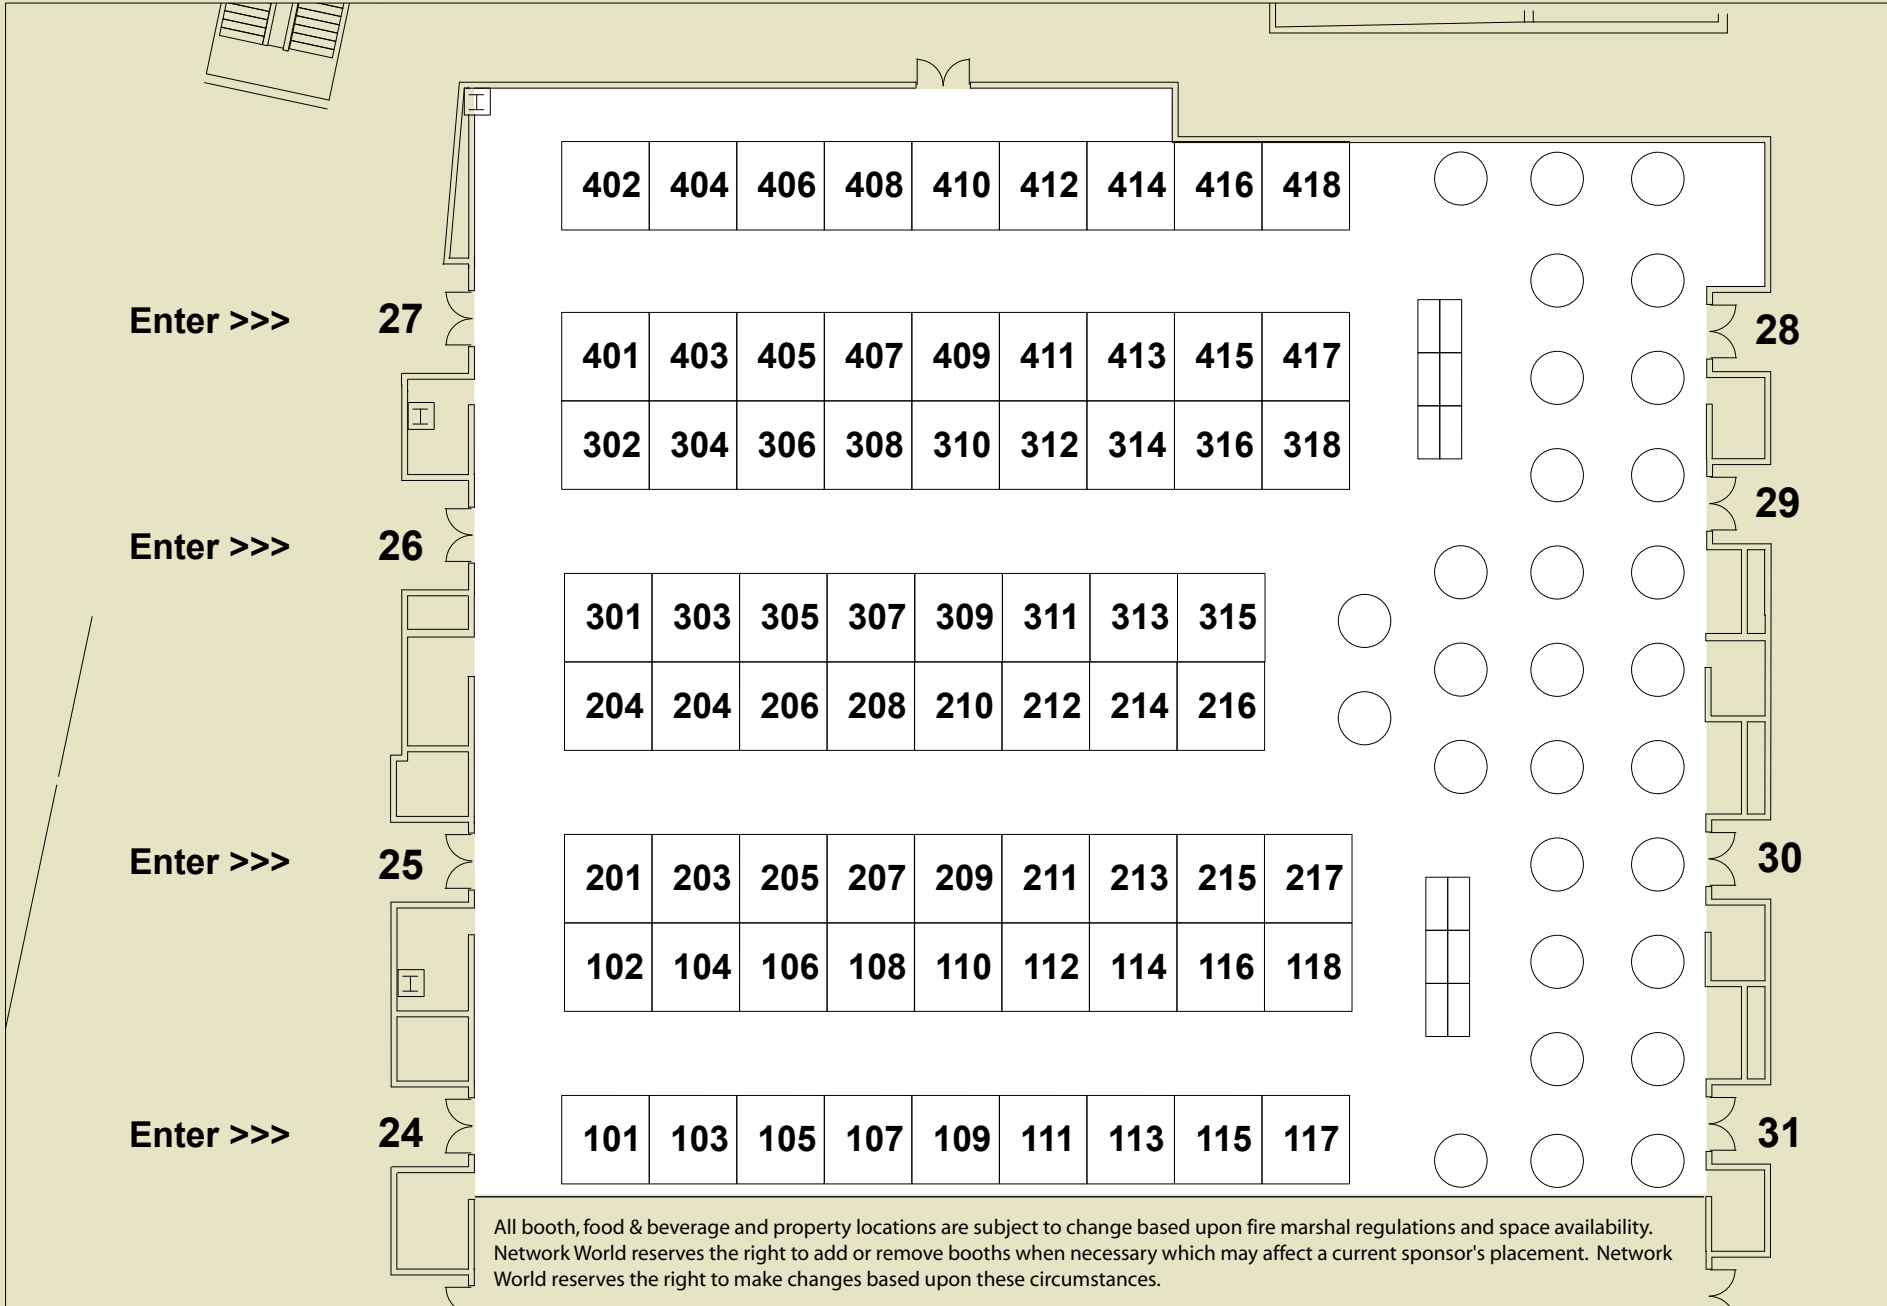 402 404 406 408 410 412 414 416 418
Enter >>> 27
28
401 403 405 407 409 411 413 415 417
302 304 306 308 310 312 314 316 318
29
Enter >>> 26
301 303 305 307 309 311 313 315
204 204 206 208 210 212 214 216
Enter >>> 25
30
201 203 205 207 209 211 213 215 217
102 104 106 108 110 112 114 116 118
Enter >>> 24
31
101 103 105 107 109 111 113 115 117
All booth, food & beverage and property locations are subject to change based upon fire marshal regulations and space availability.
Network World reserves the right to add or remove booths when necessary which may affect a current sponsor's placement. Network
World reserves the right to make changes based upon these circumstances.